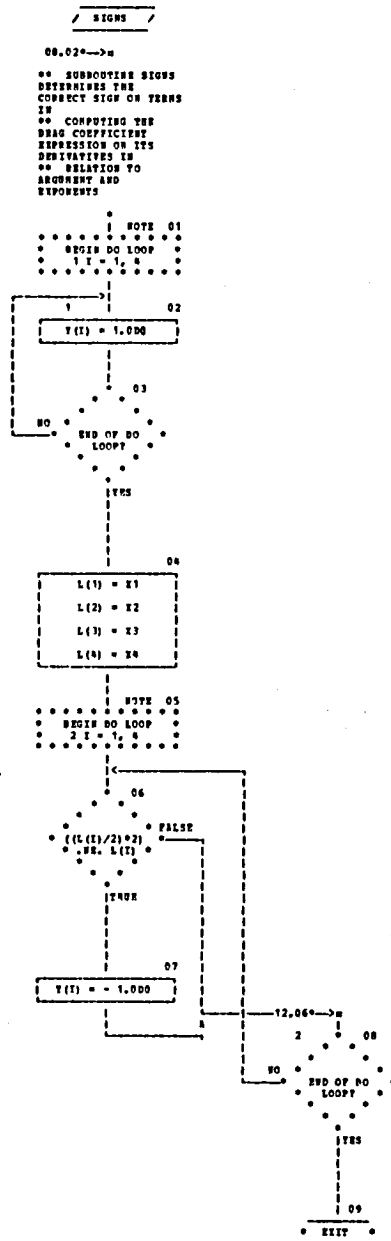 / SIGNS /
08.02*-->*
** SUBROUTINE SIGNS
DETERMINES THE
CORRECT SIGN ON TERMS
IN
** COMPUTING THE
DRAG COEFFICIENT
EXPRESSION OR ITS
DERIVATIVES IN
** RELATION TO
ARGUMENT AND
EXPONENTS
NOTE 01
BEGIN DO LOOP
1 I = 1, 4
1
02
Y(I) = 1.0D0
03
NO
END OF DO
LOOP?
YES
04
L(1) = X1
L(2) = X2
L(3) = X3
L(4) = X4
NOTE 05
BEGIN DO LOOP
2 I = 1, 4
06
FALSE
((L(I)/2)*2)
.NE. L(I)
TRUE
07
Y(I) = - 1.0D0
12.06*-->*
2
08
NO
END OF DO
LOOP?
YES
09
EXIT